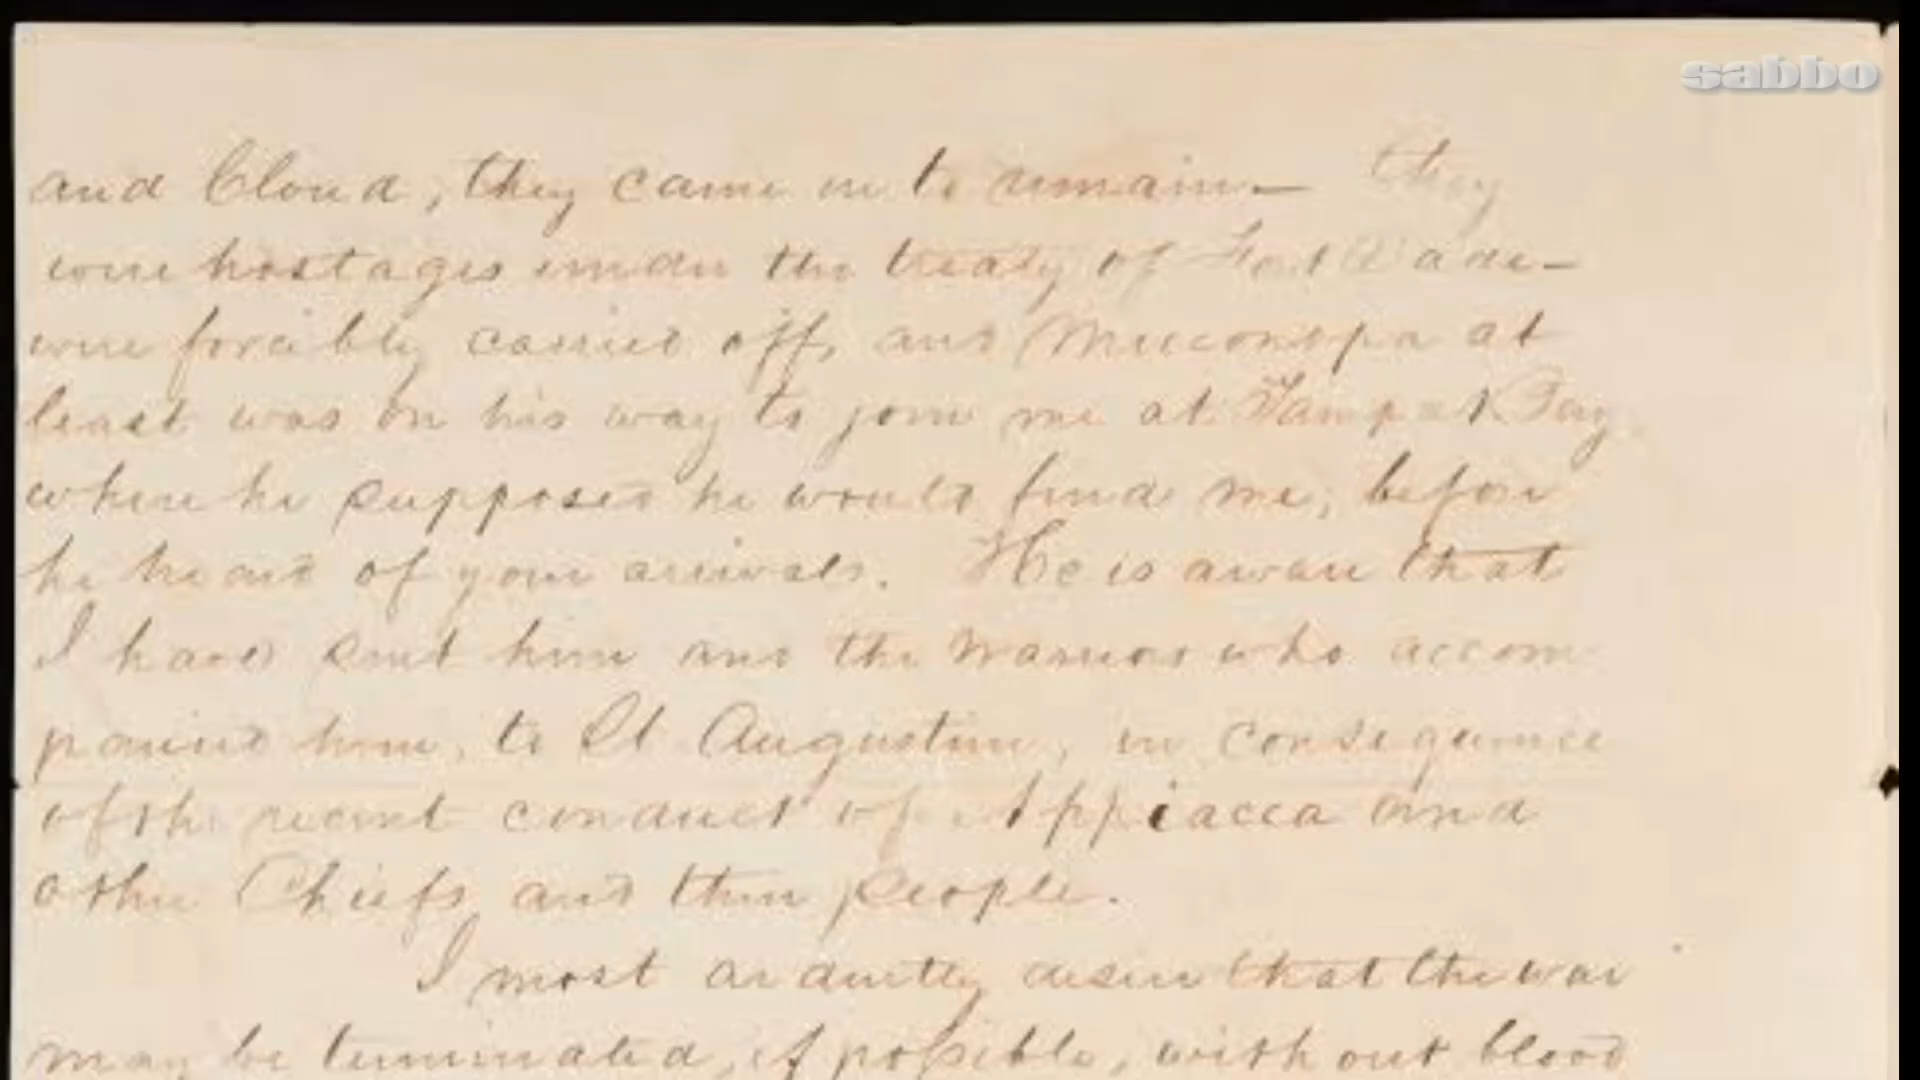 sabbo
and Cloud, they came in to remain — they
were hostages under the treaty of Fort Dade —
were forcibly carried off, and Miconopa at
least was on his way to join me at Tampa Bay
where he supposed he would find me, before
he heard of your arrivals. He is aware that
I have sent him and the warriors who accom-
panied him, to St Augustine, in consequence
of the recent conduct of Appiacca and
other Chiefs and their people.
I most ardently desire that the war
may be terminated, if possible, without blood